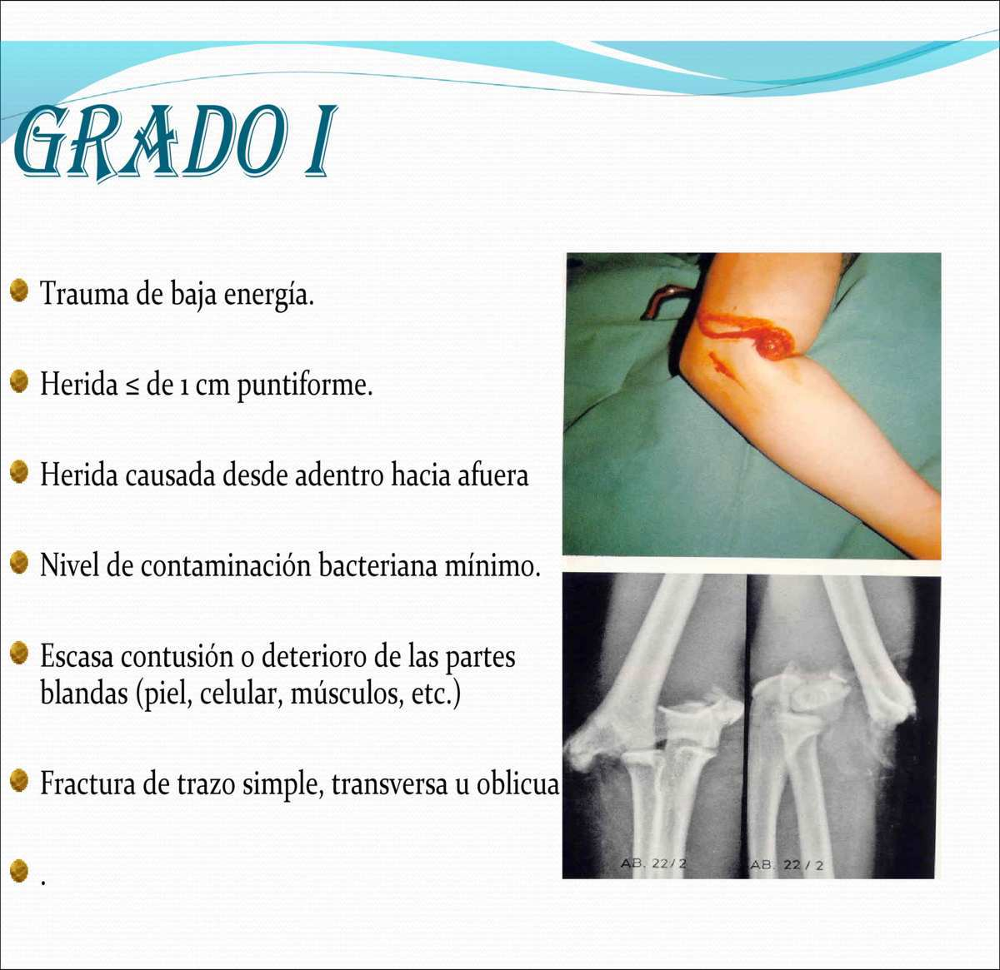 GRADO I
Trauma de baja energía.
Herida ≤ de 1 cm puntiforme.
Herida causada desde adentro hacia afuera
Nivel de contaminación bacteriana mínimo.
Escasa contusión o deterioro de las partes
blandas (piel, celular, músculos, etc.)
Fractura de trazo simple, transversa u oblicua
.
AB. 22/2
AB. 22/2